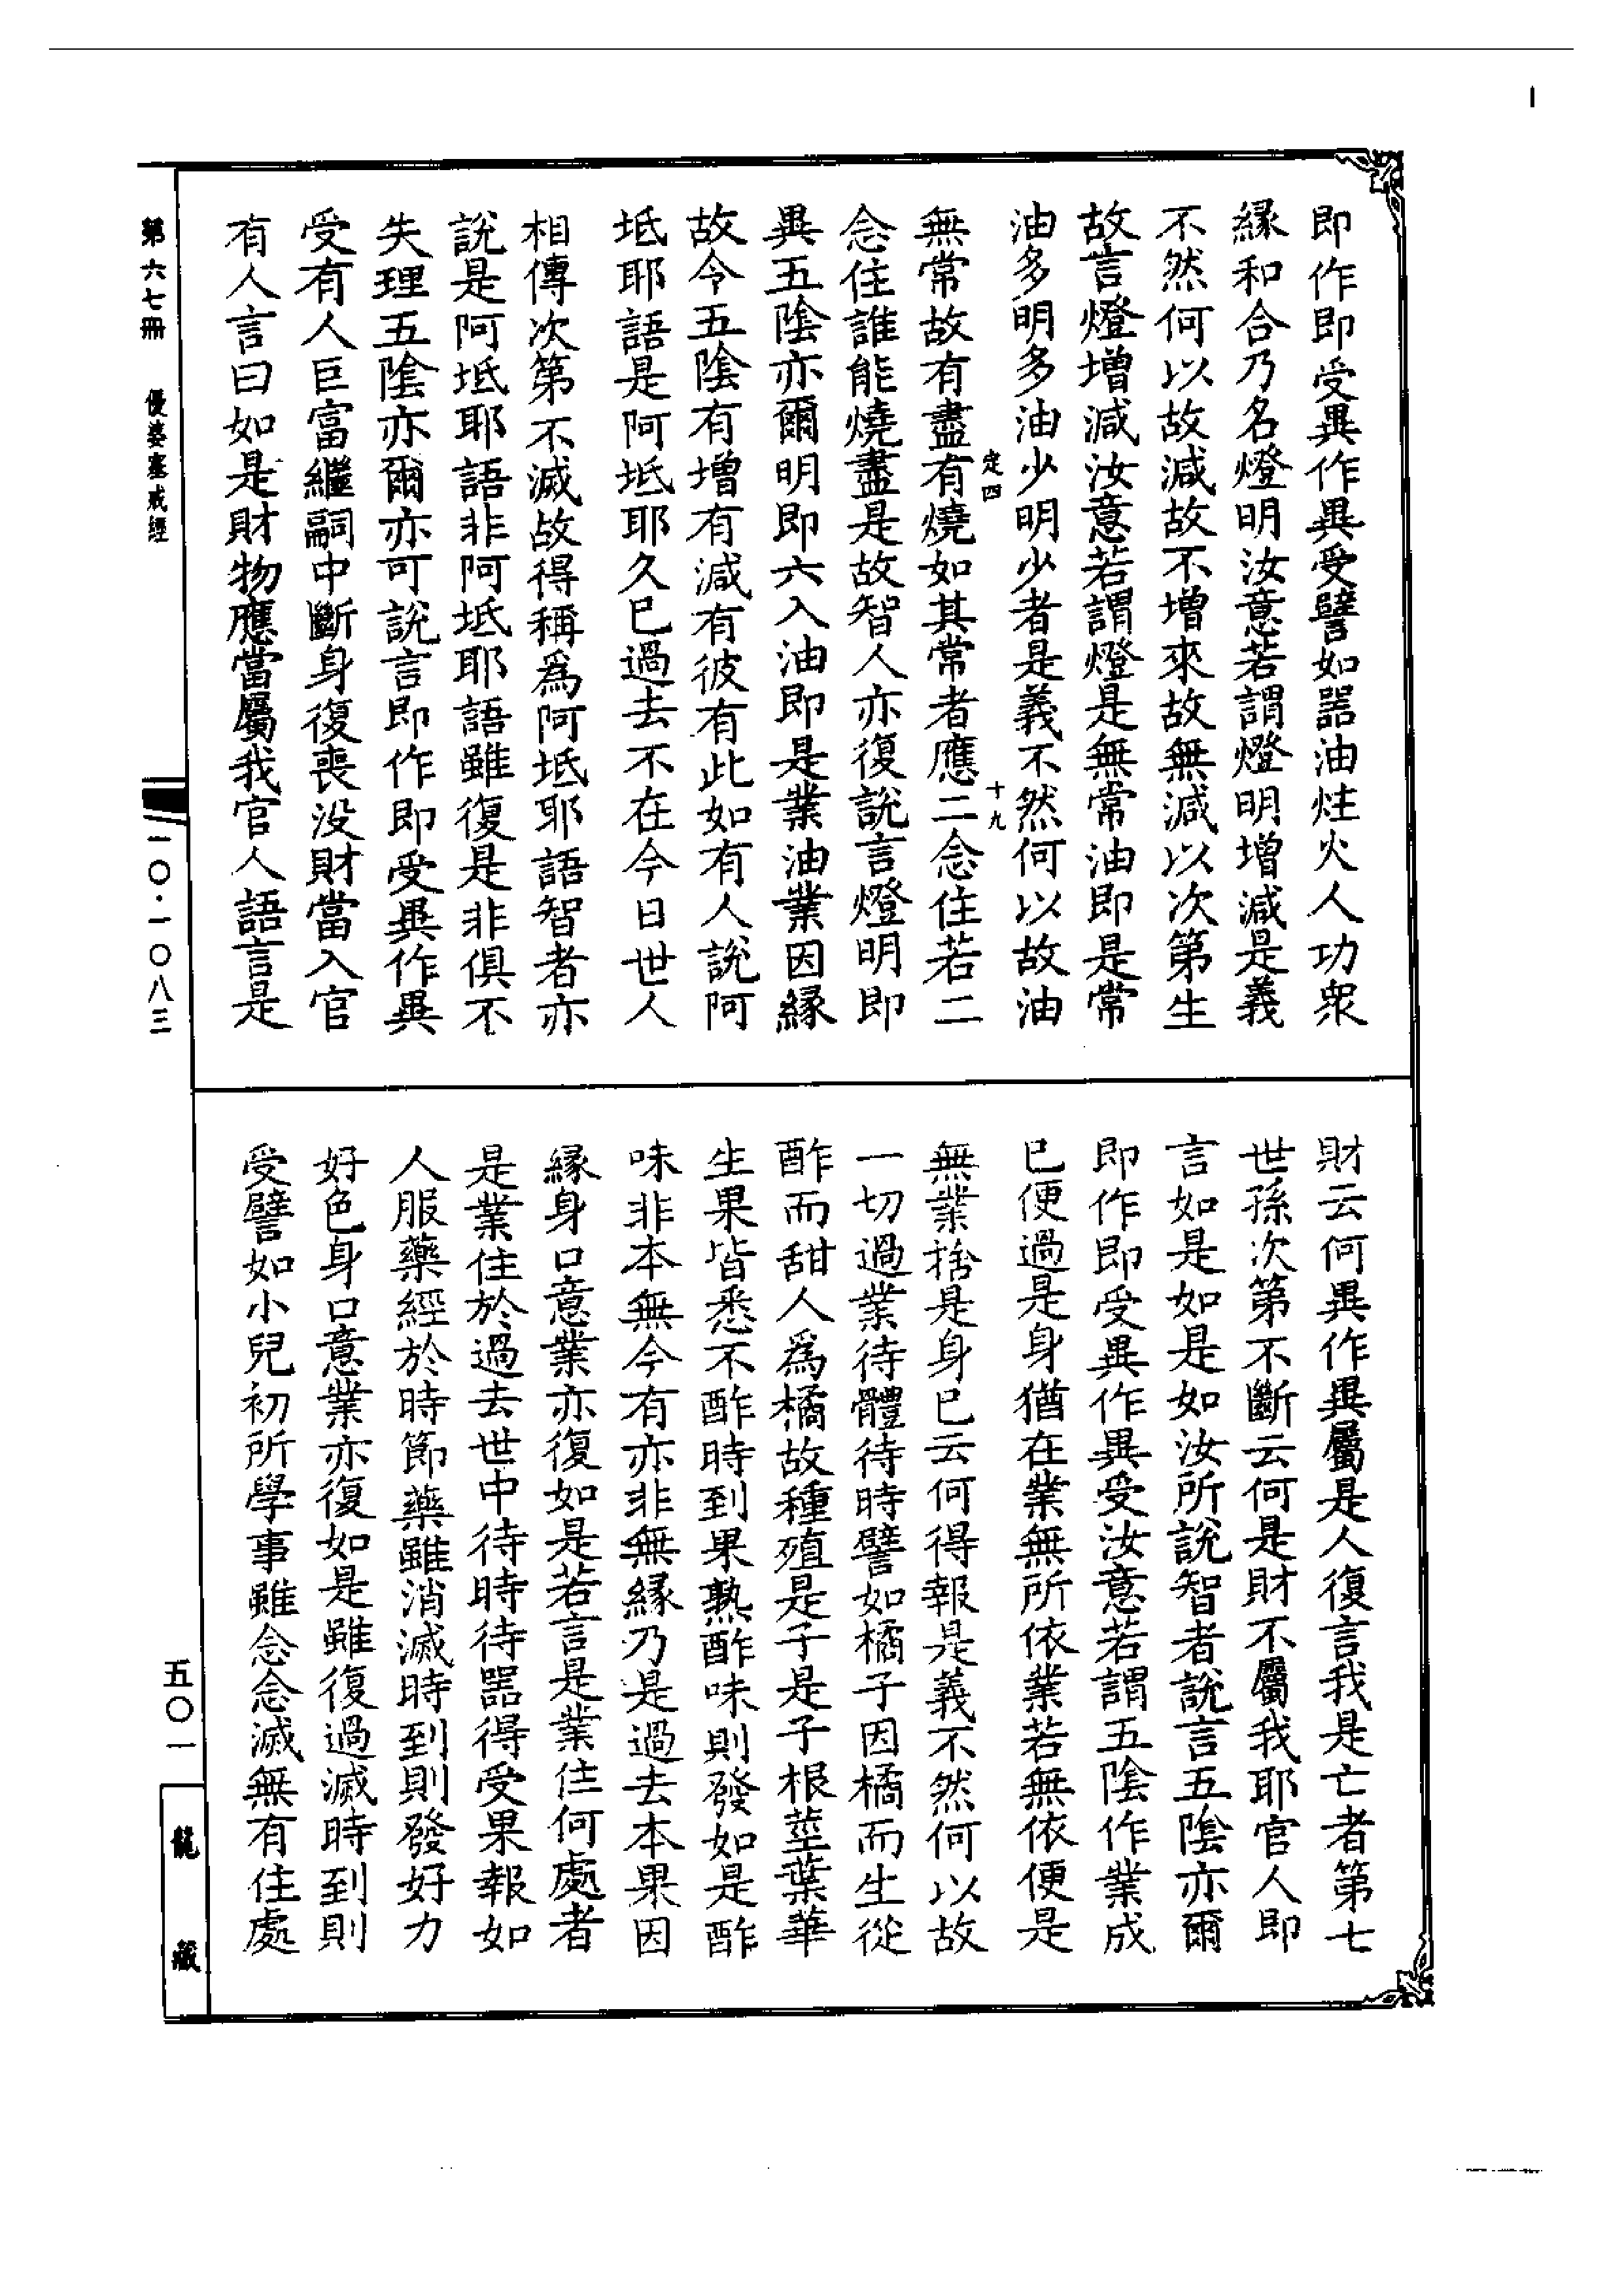 即作即受異作異受譬如器油炷火人功衆
緣和合乃名燈明汝意若謂燈明增減是義
不然何以故減故不增來故無減以次第生
故言燈增減汝意若謂燈是無常油即是常
油多明多油少明少者是義不然何以故油
定四
十九
無常故有盡有燒如其常者應二念住若二
念住誰能燒盡是故智人亦復說言燈明即
異五陰亦爾明即六入油即是業油業因緣
故令五陰有增有減有彼有此如有人說阿
坻耶語是阿坻耶久已過去不在今日世人
相傳次第不滅故得稱爲阿坻耶語智者亦
說是阿坻耶語非阿坻耶語雖復是非俱不
失理五陰亦爾亦可說言即作即受異作異
受有人巨富繼嗣中斷身復喪没財當入官
有人言曰如是財物應當屬我官人語言是
財云何異作異屬是人復言我是亡者第七
世孫次第不斷云何是財不屬我耶官人即
言如是如是如汝所說智者說言五陰亦爾
即作即受異作異受汝意若謂五陰作業成
已便過是身猶在業無所依業若無依便是
無業捨是身已云何得報是義不然何以故
一切過業待體待時譬如橘子因橘而生從
酢而甜人爲橘故種殖是子是子根莖葉華
生果皆悉不酢時到果熟酢味則發如是酢
味非本無今有亦非無緣乃是過去本果因
緣身口意業亦復如是若言是業住何處者
是業住於過去世中待時待器得受果報如
人服藥經於時節藥雖消滅時到則發好力
好色身口意業亦復如是雖復過滅時到則
受譬如小兒初所學事雖念念滅無有住處
第六七冊 優婆塞戒經
一〇·一〇八三
五〇一
龍藏